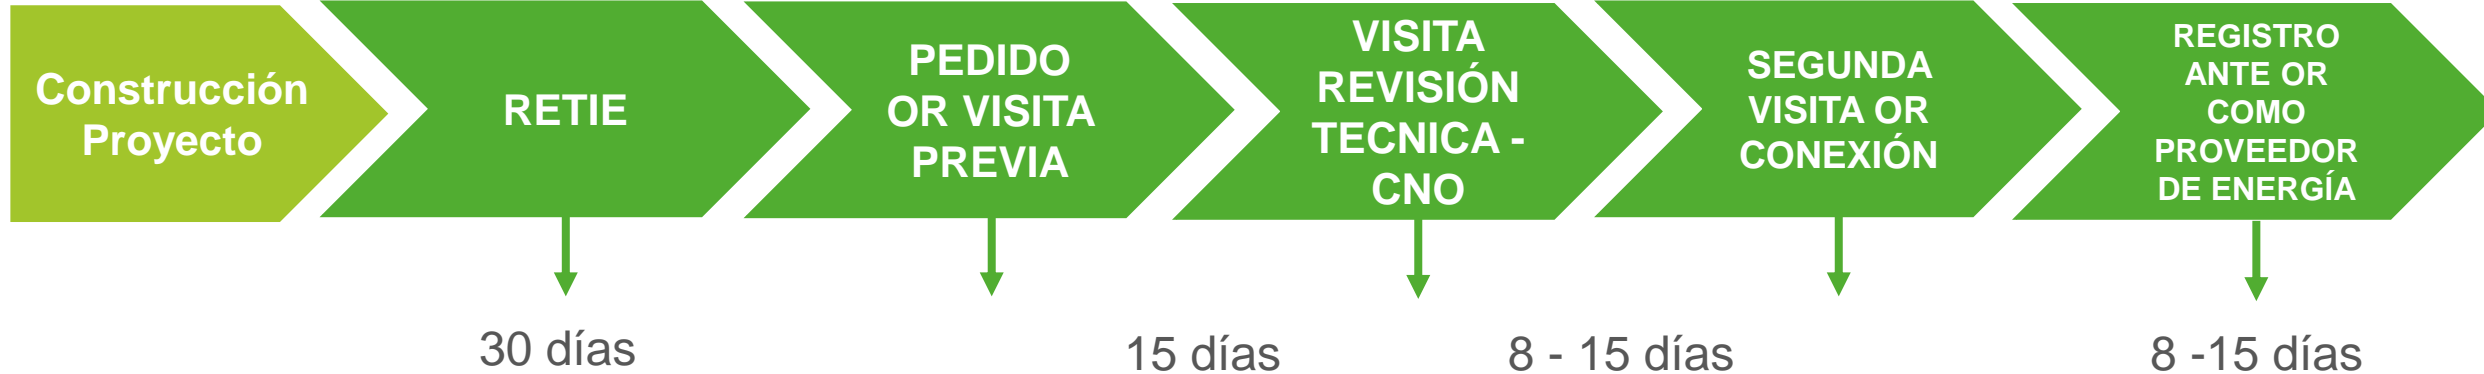 Construcción
Proyecto
RETIE
PEDIDO
OR VISITA
PREVIA
VISITA
REVISIÓN
TECNICA -
CNO
SEGUNDA
VISITA OR
CONEXIÓN
REGISTRO
ANTE OR
COMO
PROVEEDOR
DE ENERGÍA
30 días
15 días
8 - 15 días
8 -15 días